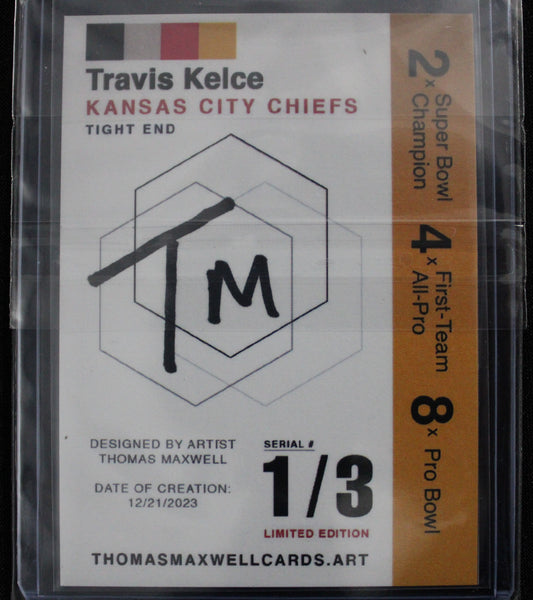 Travis Kelce
KANSAS CITY CHIEFS
TIGHT END
TM
DESIGNED BY ARTIST
THOMAS MAXWELL
DATE OF CREATION:
12/21/2023
SERIAL #
1/3
LIMITED EDITION
THOMASMAXWELLCARDS.ART
2x Super Bowl
Champion
4x First-Team
All-Pro
8x Pro Bowl